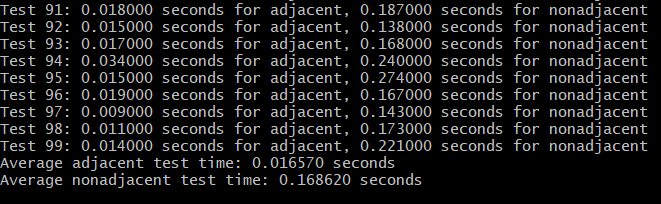 Test 91: 0.018000 seconds for adjacent, 0.187000 seconds for nonadjacent
Test 92: 0.015000 seconds for adjacent, 0.138000 seconds for nonadjacent
Test 93: 0.017000 seconds for adjacent, 0.168000 seconds for nonadjacent
Test 94: 0.034000 seconds for adjacent, 0.240000 seconds for nonadjacent
Test 95: 0.015000 seconds for adjacent, 0.274000 seconds for nonadjacent
Test 96: 0.019000 seconds for adjacent, 0.167000 seconds for nonadjacent
Test 97: 0.009000 seconds for adjacent, 0.143000 seconds for nonadjacent
Test 98: 0.011000 seconds for adjacent, 0.173000 seconds for nonadjacent
Test 99: 0.014000 seconds for adjacent, 0.221000 seconds for nonadjacent
Average adjacent test time: 0.016570 seconds
Average nonadjacent test time: 0.168620 seconds